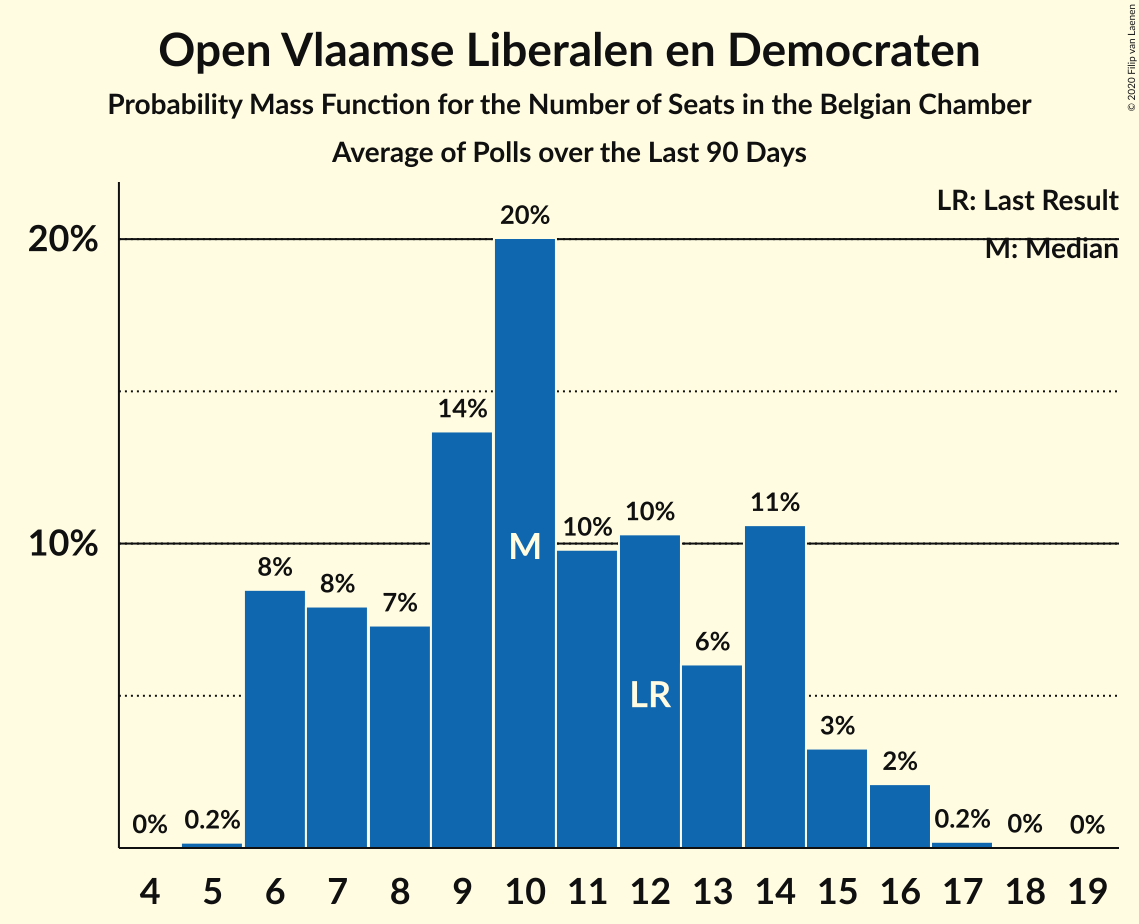 Open Vlaamse Liberalen en Democraten
Probability Mass Function for the Number of Seats in the Belgian Chamber
Average of Polls over the Last 90 Days
© 2020 Filip van Laenen
LR: Last Result
M: Median
20%
10%
0%
0.2%
8%
8%
7%
14%
20%
10%
10%
6%
11%
3%
2%
0.2%
0%
0%
M
LR
4 5 6 7 8 9 10 11 12 13 14 15 16 17 18 19